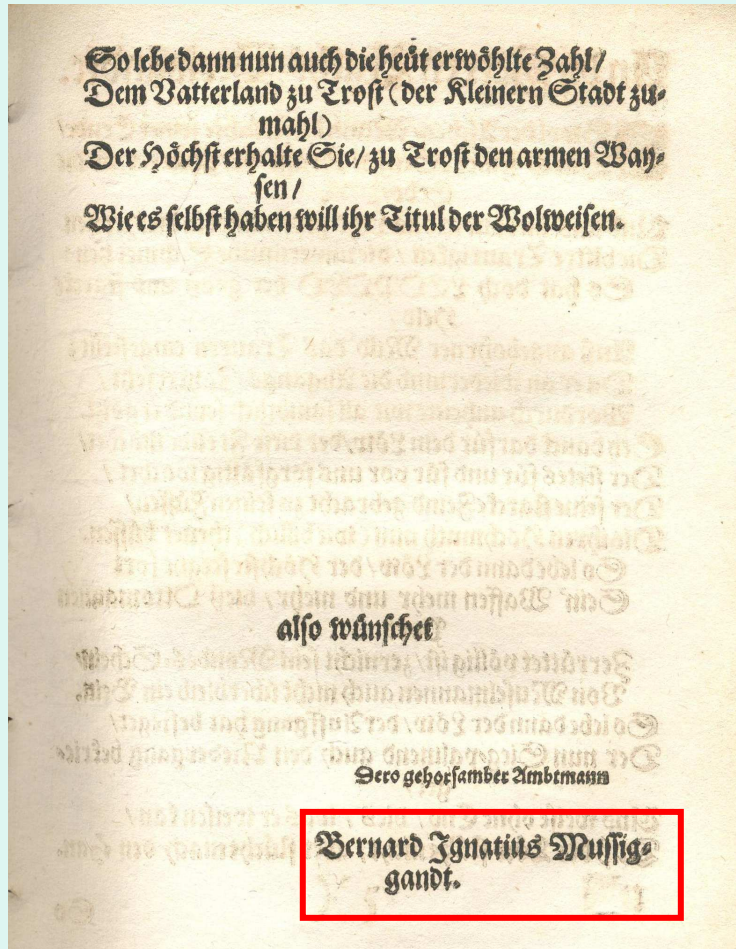 So lebe dann nun auch die heüt erwöhlte Zahl/
Dem Vatterland zu Trost (der Kleinern Stadt zu-
mahl)
Der Höchst erhalte Sie/ zu Trost den armen Way-
sen/
Wie es selbst haben will ihr Titul der Wolweisen.
also wünschet
Dero gehorsamber Ambtmann
Bernard Ignatius Mussig-
gandt.